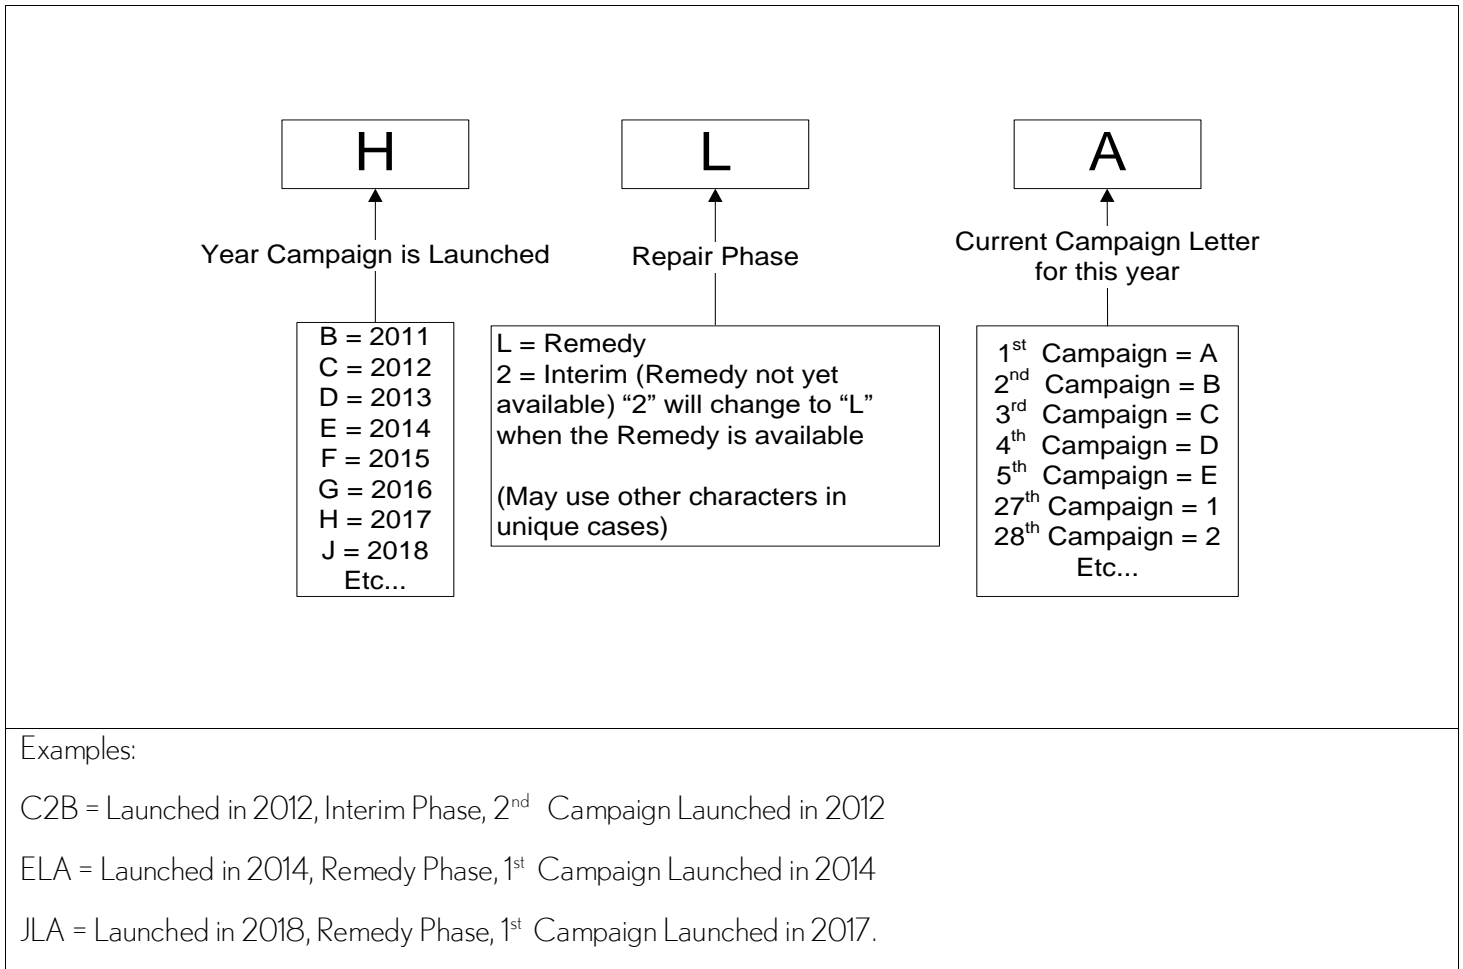 H
L
A
Year Campaign is Launched
Repair Phase
Current Campaign Letter
for this year
B = 2011
C = 2012
D = 2013
E = 2014
F = 2015
G = 2016
H = 2017
J = 2018
Etc...
L = Remedy
2 = Interim (Remedy not yet
available) “2” will change to “L”
when the Remedy is available
(May use other characters in
unique cases)
1st Campaign = A
2nd Campaign = B
3rd Campaign = C
4th Campaign = D
5th Campaign = E
27th Campaign = 1
28th Campaign = 2
Etc...
Examples:
C2B = Launched in 2012, Interim Phase, 2nd Campaign Launched in 2012
ELA = Launched in 2014, Remedy Phase, 1st Campaign Launched in 2014
JLA = Launched in 2018, Remedy Phase, 1st Campaign Launched in 2017.